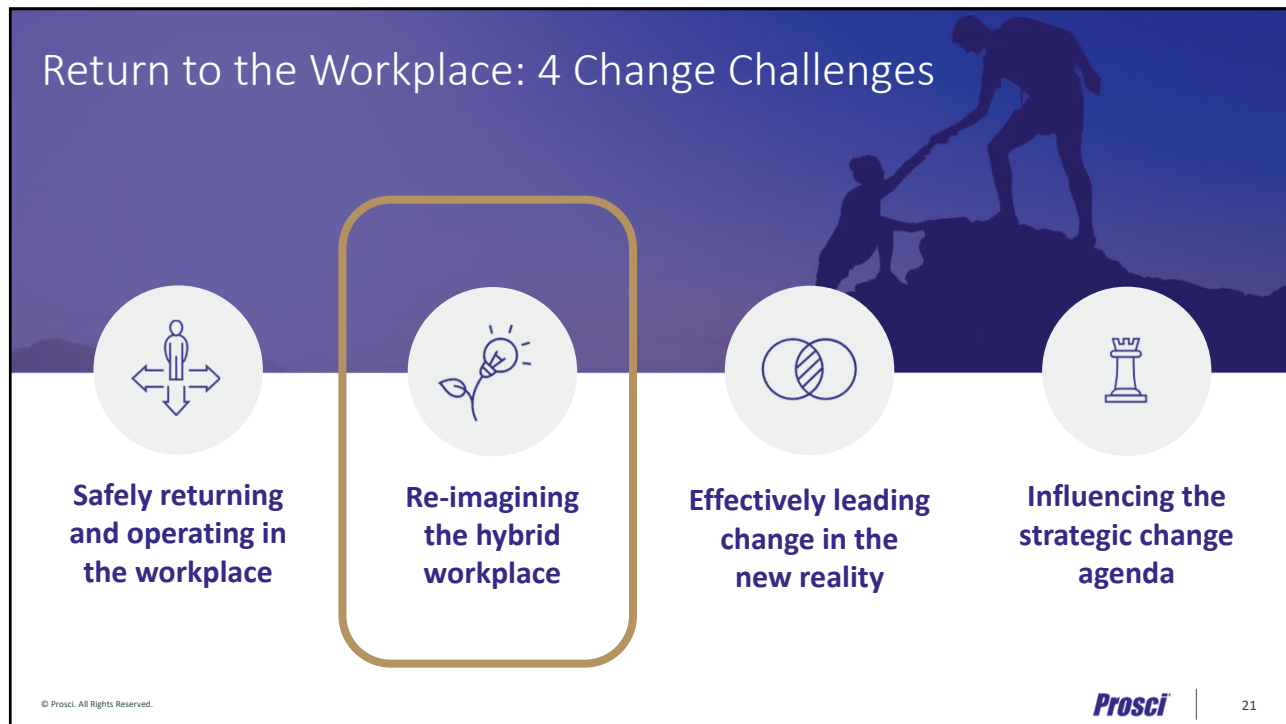 Return to the Workplace: 4 Change Challenges
Safely returning
and operating in
the workplace
Re-imagining
the hybrid
workplace
Effectively leading
change in the
new reality
Influencing the
strategic change
agenda
© Prosci. All Rights Reserved.
Prosci
21